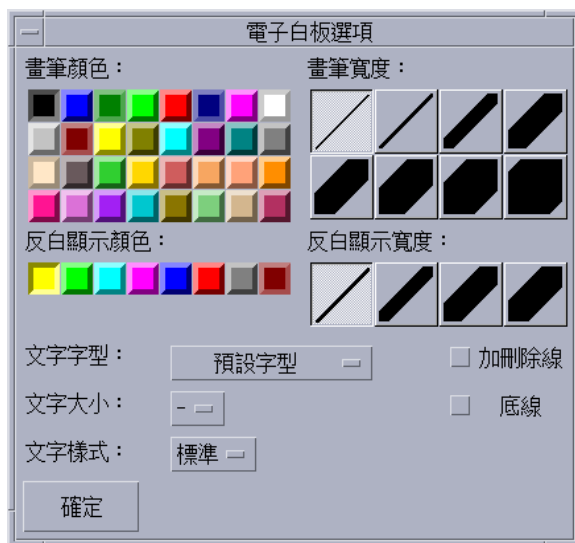 電子白板選項
畫筆顏色：
畫筆寬度：
反白顯示顏色：
反白顯示寬度：
文字字型：
預設字型
加刪除線
文字大小：
-
底線
文字樣式：
標準
確定